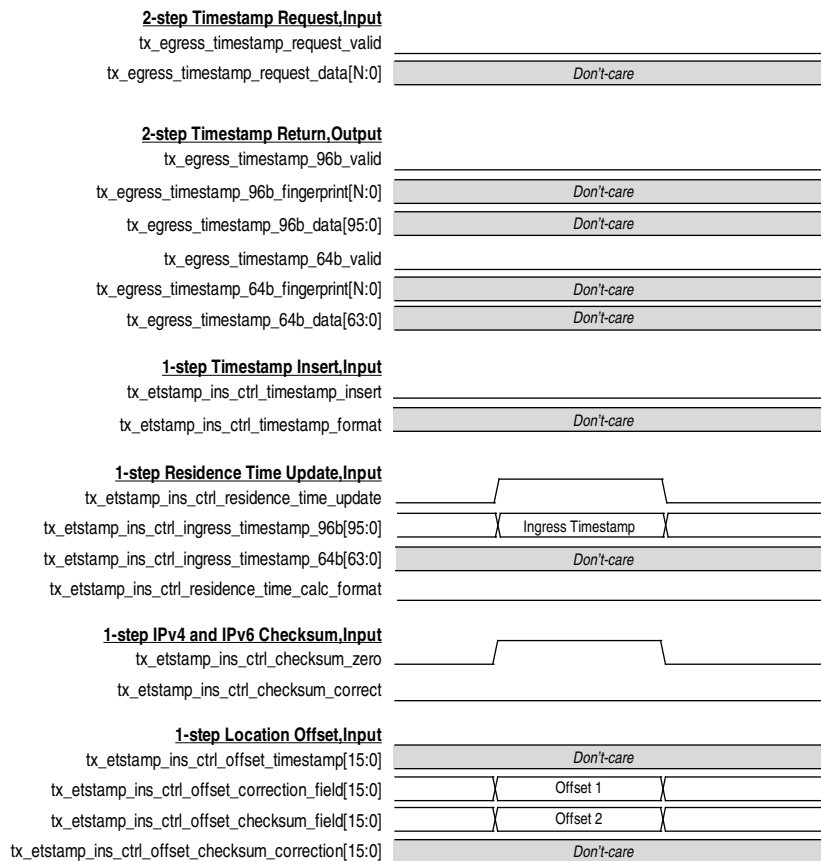 2-step Timestamp Request,Input
tx_egress_timestamp_request_valid
tx_egress_timestamp_request_data[N:0] Don't-care
2-step Timestamp Return,Output
tx_egress_timestamp_96b_valid
tx_egress_timestamp_96b_fingerprint[N:0] Don't-care
tx_egress_timestamp_96b_data[95:0] Don't-care
tx_egress_timestamp_64b_valid
tx_egress_timestamp_64b_fingerprint[N:0] Don't-care
tx_egress_timestamp_64b_data[63:0] Don't-care
1-step Timestamp Insert,Input
tx_etstamp_ins_ctrl_timestamp_insert
tx_etstamp_ins_ctrl_timestamp_format Don't-care
1-step Residence Time Update,Input
tx_etstamp_ins_ctrl_residence_time_update
tx_etstamp_ins_ctrl_ingress_timestamp_96b[95:0] Ingress Timestamp
tx_etstamp_ins_ctrl_ingress_timestamp_64b[63:0] Don't-care
tx_etstamp_ins_ctrl_residence_time_calc_format
1-step IPv4 and IPv6 Checksum,Input
tx_etstamp_ins_ctrl_checksum_zero
tx_etstamp_ins_ctrl_checksum_correct
1-step Location Offset,Input
tx_etstamp_ins_ctrl_offset_timestamp[15:0] Don't-care
tx_etstamp_ins_ctrl_offset_correction_field[15:0] Offset 1
tx_etstamp_ins_ctrl_offset_checksum_field[15:0] Offset 2
tx_etstamp_ins_ctrl_offset_checksum_correction[15:0] Don't-care